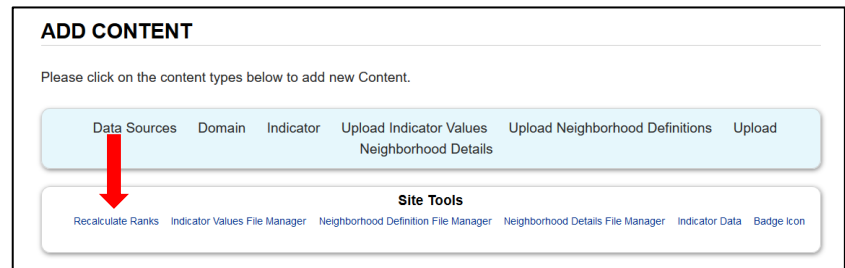 ADD CONTENT
Please click on the content types below to add new Content.
Data Sources Domain Indicator Upload Indicator Values Upload Neighborhood Definitions Upload
Neighborhood Details
Site Tools
Recalculate Ranks Indicator Values File Manager Neighborhood Definition File Manager Neighborhood Details File Manager Indicator Data Badge Icon